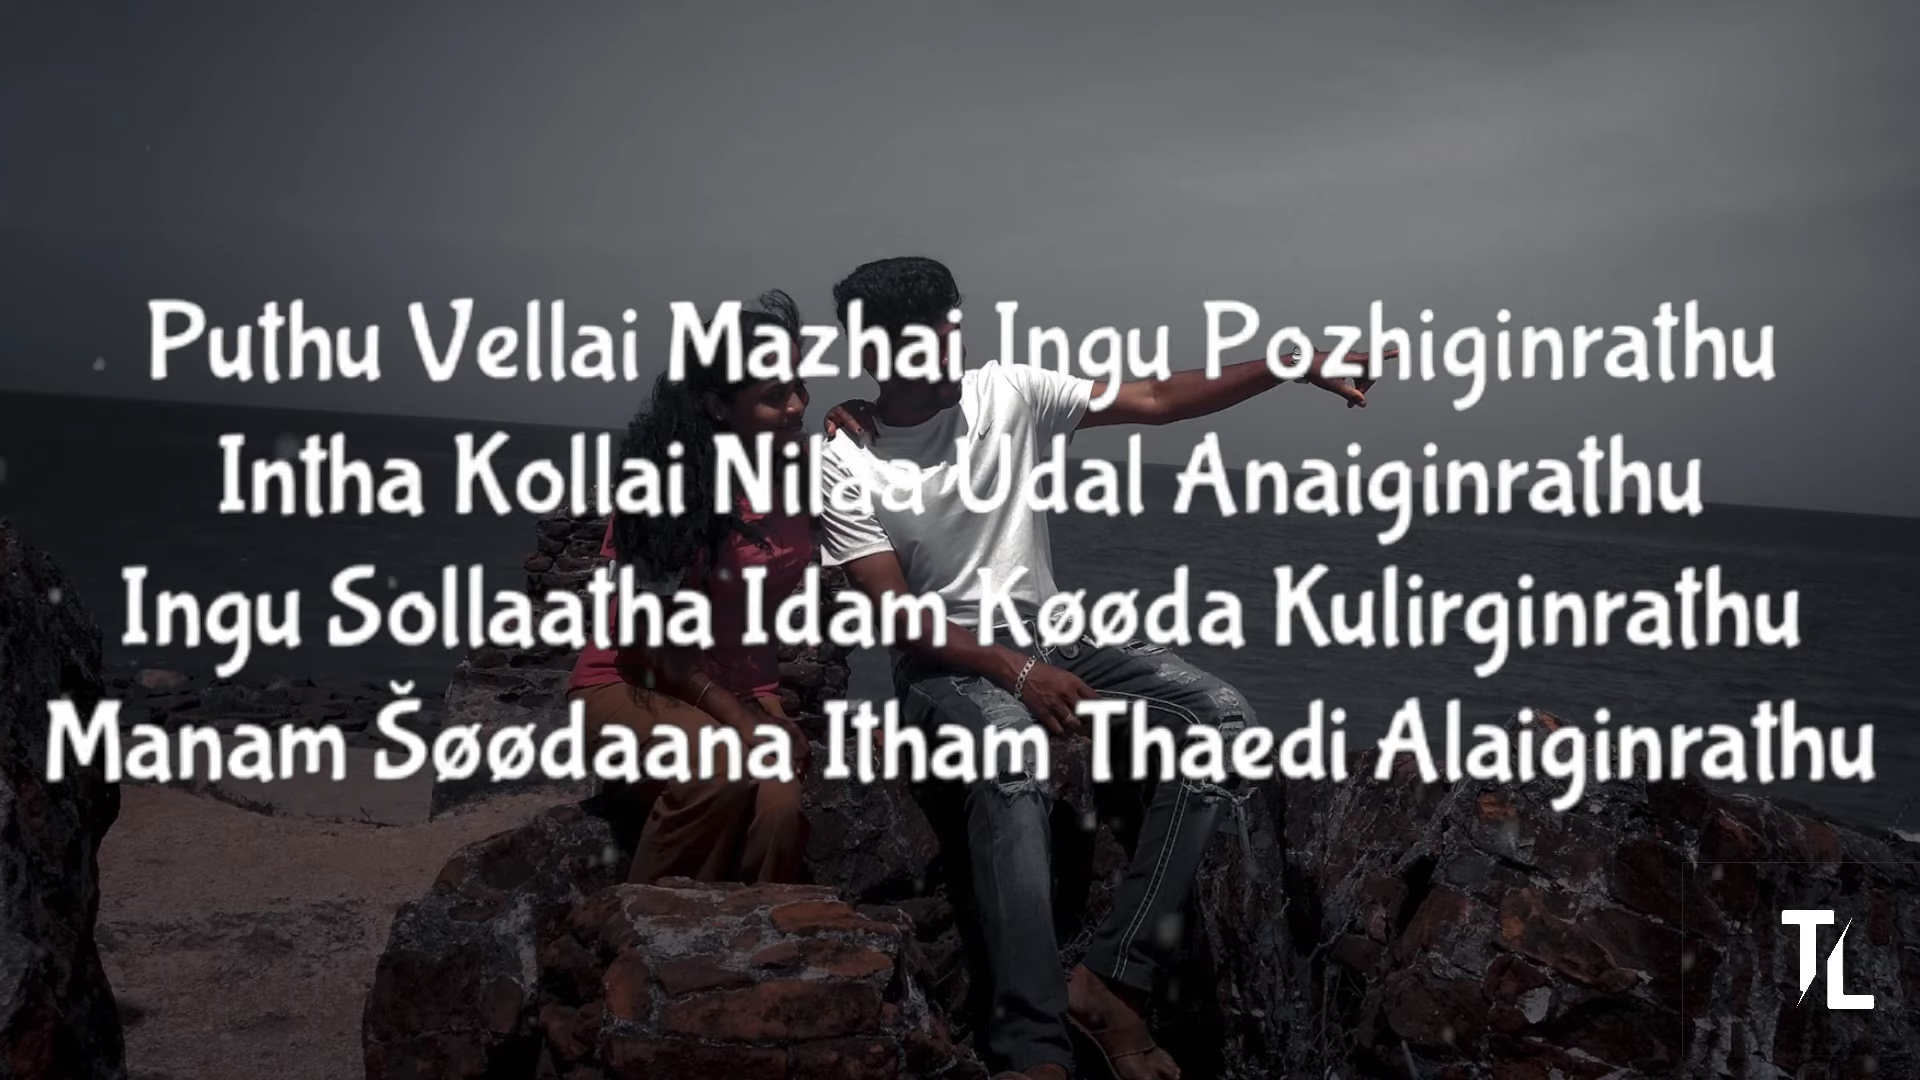 Puthu Vellai Mazhai Ingu Pozhiginrathu
Intha Kollai Nilaa Udal Anaiginrathu
Ingu Sollaatha Idam Køøda Kulirginrathu
Manam Šøødaana Itham Thaedi Alaiginrathu
TL